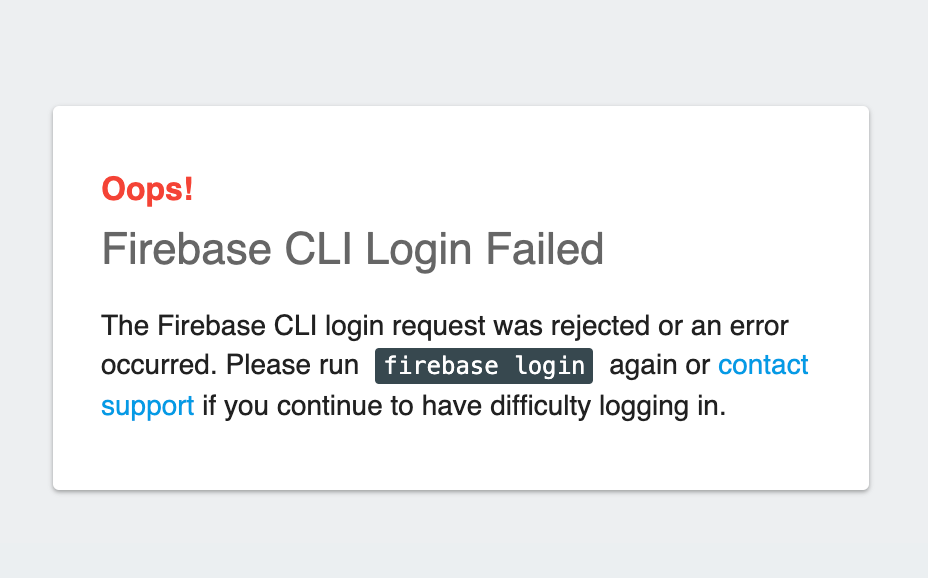 Oops!
Firebase CLI Login Failed
The Firebase CLI login request was rejected or an error
occurred. Please run firebase login again or contact
support if you continue to have difficulty logging in.